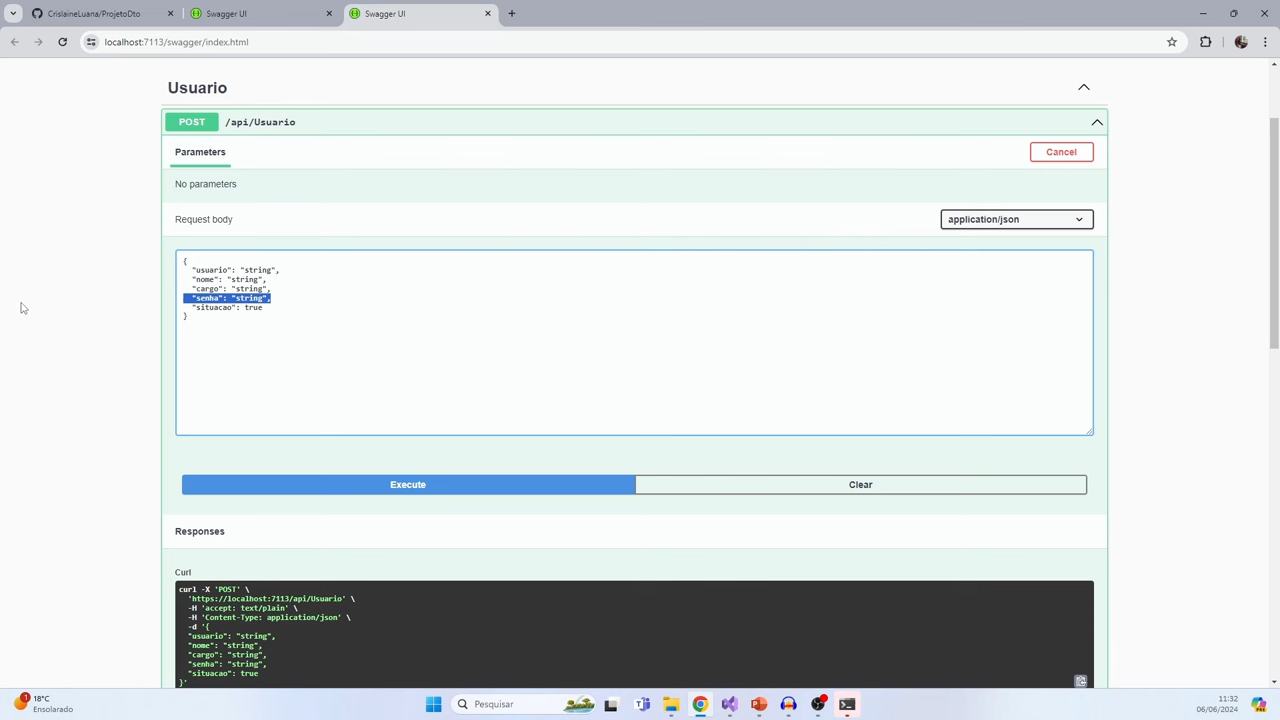 CrislaineLuana/ProjetoDto
Swagger UI
Swagger UI
localhost:7113/swagger/index.html
Usuario
POST /api/Usuario
Parameters
Cancel
No parameters
Request body
application/json
{
"usuario": "string",
"nome": "string",
"cargo": "string",
"senha": "string",
"situacao": true
}
Execute
Clear
Responses
Curl
curl -X 'POST' \
'https://localhost:7113/api/Usuario' \
-H 'accept: text/plain' \
-H 'Content-Type: application/json' \
-d '{
"usuario": "string",
"nome": "string",
"cargo": "string",
"senha": "string",
"situacao": true
}'
1
18°C
Ensolarado
Pesquisar
11:32
06/06/2024